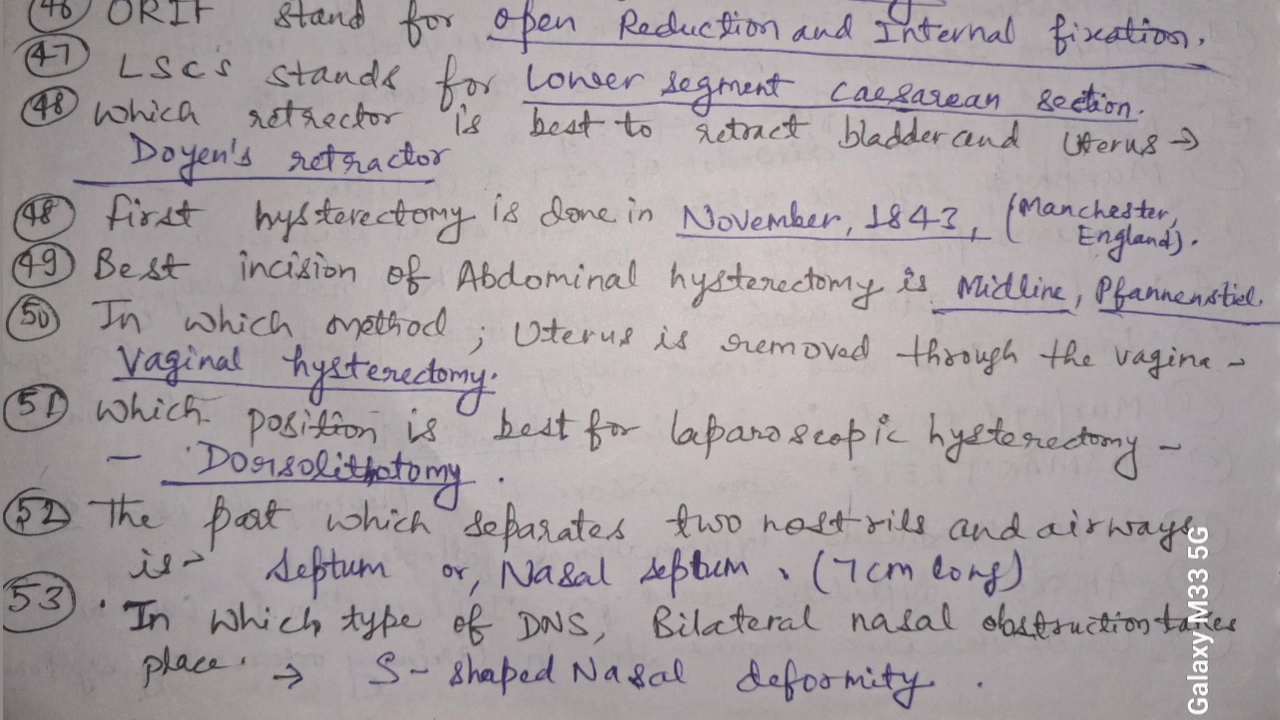 46 ORIF stand for open Reduction and Internal fixation.
47 LSCS stands for Lower segment caesarean section.
48 which retractor is best to retract bladder and Uterus →
Doyen's retractor
48 first hysterectomy is done in November, 1843, (Manchester, England).
49 Best incision of Abdominal hysterectomy is Midline, Pfannenstiel.
50 In which method ; Uterus is removed through the vagina -
Vaginal hysterectomy.
51 which position is best for laparoscopic hysterectomy -
- Dorsolithotomy.
52 The part which separates two nostrils and airways
is - Septum or, Nasal septum. (7cm long)
53. In which type of DNS, Bilateral nasal obstruction takes
place. → S-shaped Nasal deformity.
Galaxy M33 5G